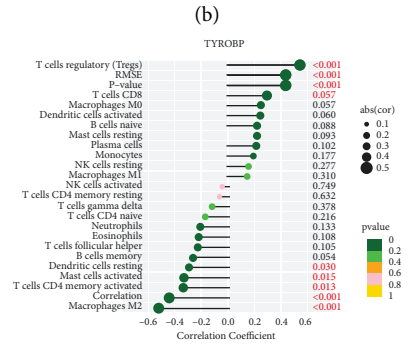 (b)
TYROBP
T cells regulatory (Tregs) <0.001
RMSE <0.001
P–value <0.001
T cells CD8 0.057
Macrophages M0 0.057
Dendritic cells activated 0.060
B cells naive 0.088
Mast cells resting 0.093
Plasma cells 0.102
Monocytes 0.177
NK cells resting 0.277
Macrophages M1 0.310
NK cells activated 0.749
T cells CD4 memory resting 0.632
T cells gamma delta 0.378
T cells CD4 naive 0.216
Neutrophils 0.133
Eosinophils 0.108
T cells follicular helper 0.105
B cells memory 0.054
Dendritic cells resting 0.030
Mast cells activated 0.015
T cells CD4 memory activated 0.013
Correlation <0.001
Macrophages M2 <0.001
–0.6 –0.4 –0.2 0.0 0.2 0.4 0.6
Correlation Coefficient
abs(cor)
0.1
0.2
0.3
0.4
0.5
pvalue
0
0.2
0.4
0.6
0.8
1